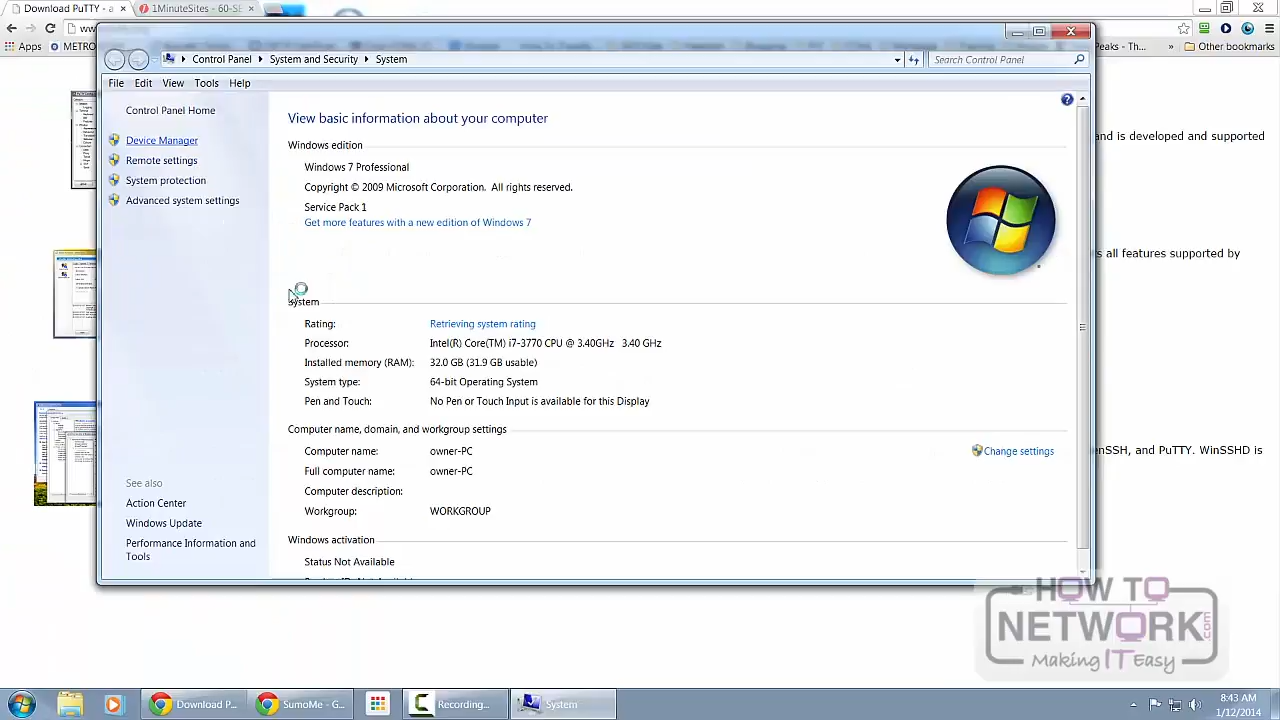 Download PuTTY - a
1MinuteSites - 60-SE
ww
Apps
METRO
Peaks - Th...
Other bookmarks
Control Panel
System and Security
System
Search Control Panel
File Edit View Tools Help
Control Panel Home
Device Manager
Remote settings
System protection
Advanced system settings
See also
Action Center
Windows Update
Performance Information and
Tools
View basic information about your computer
Windows edition
Windows 7 Professional
Copyright © 2009 Microsoft Corporation. All rights reserved.
Service Pack 1
Get more features with a new edition of Windows 7
System
Rating: Retrieving system rating
Processor: Intel(R) Core(TM) i7-3770 CPU @ 3.40GHz 3.40 GHz
Installed memory (RAM): 32.0 GB (31.9 GB usable)
System type: 64-bit Operating System
Pen and Touch: No Pen or Touch Input is available for this Display
Computer name, domain, and workgroup settings
Computer name: owner-PC
Change settings
Full computer name: owner-PC
Computer description:
Workgroup: WORKGROUP
Windows activation
Status Not Available
and is developed and supported
s all features supported by
enSSH, and PuTTY. WinSSHD is
HOW TO
NETWORK.com
Making IT Easy
Download P...
SumoMe - G...
Recording...
System
8:43 AM
1/12/2014